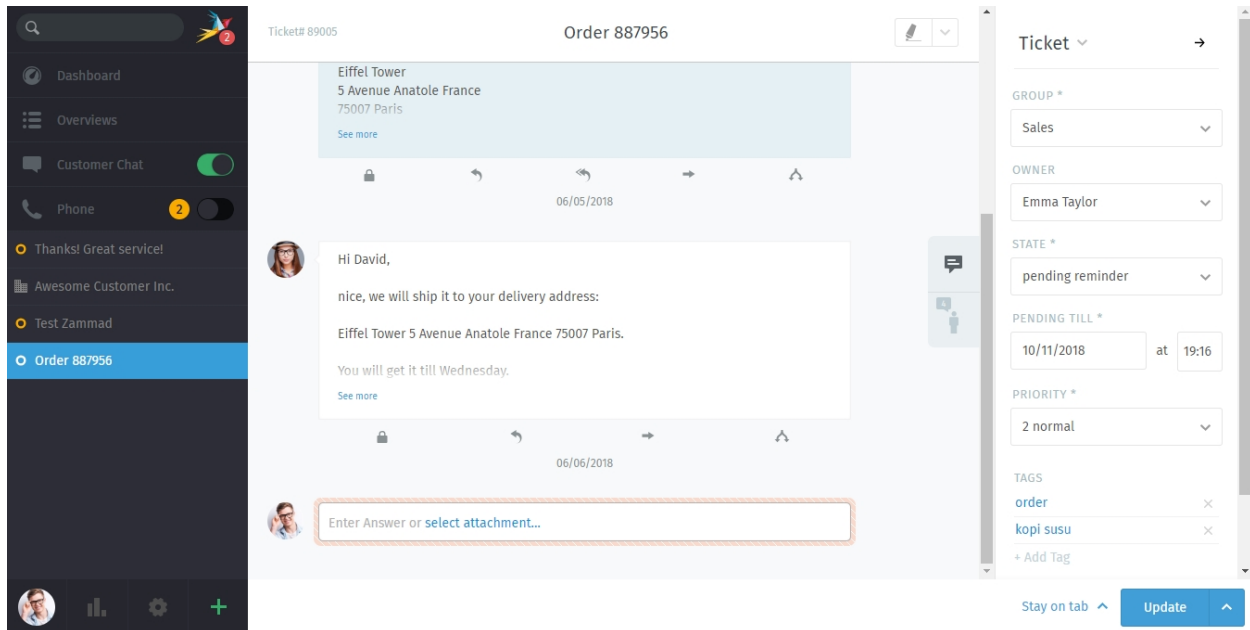 2
Dashboard
Overviews
Customer Chat
Phone
2
Thanks! Great service!
Awesome Customer Inc.
Test Zammad
Order 887956
Ticket# 89005
Order 887956
Eiffel Tower
5 Avenue Anatole France
75007 Paris
See more
06/05/2018
Hi David,
nice, we will ship it to your delivery address:
Eiffel Tower 5 Avenue Anatole France 75007 Paris.
You will get it till Wednesday.
See more
06/06/2018
Enter Answer or select attachment...
4
Ticket
GROUP *
Sales
OWNER
Emma Taylor
STATE *
pending reminder
PENDING TILL *
10/11/2018 at 19:16
PRIORITY *
2 normal
TAGS
order
kopi susu
+ Add Tag
Stay on tab
Update